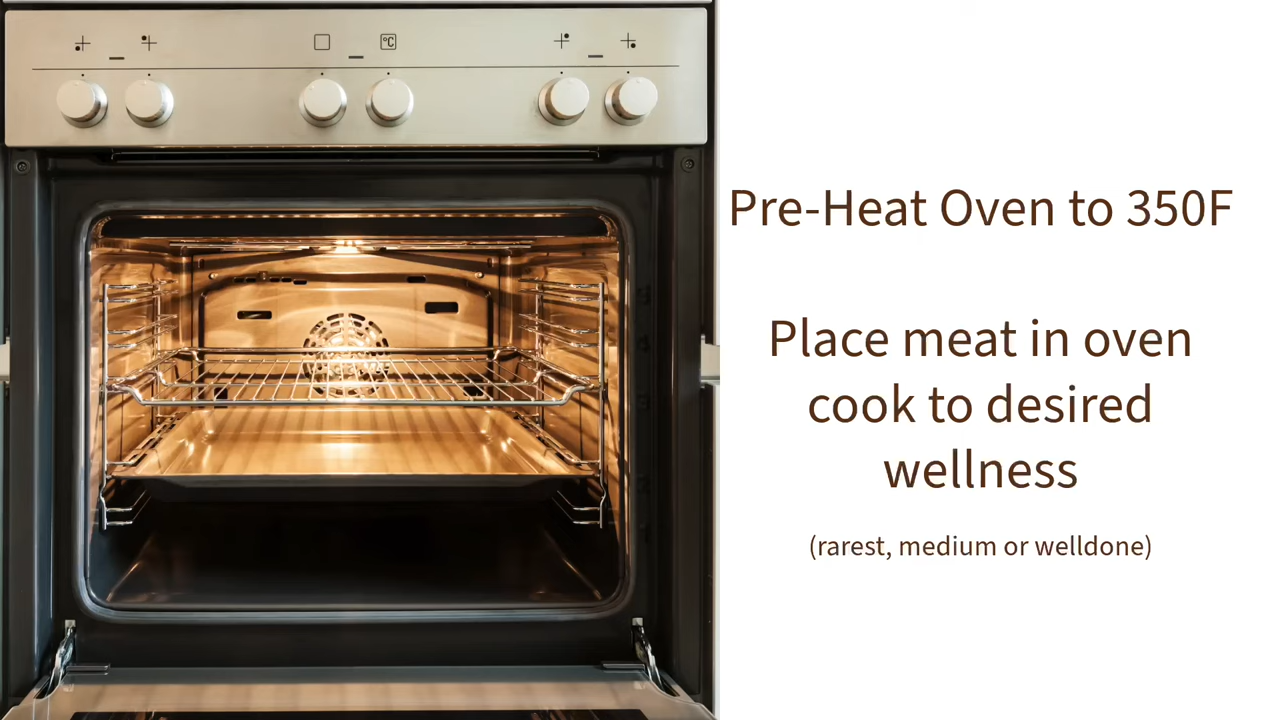 °C
Pre-Heat Oven to 350F
Place meat in oven
cook to desired
wellness
(rarest, medium or welldone)